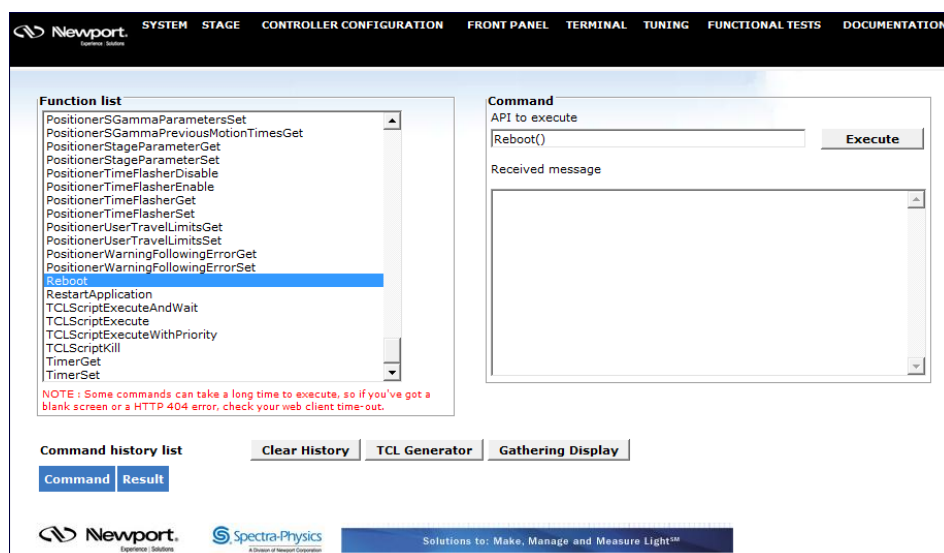 Newport.
Experience | Solutions
SYSTEM STAGE CONTROLLER CONFIGURATION FRONT PANEL TERMINAL TUNING FUNCTIONAL TESTS DOCUMENTATION
Function list
PositionerSGammaParametersSet
PositionerSGammaPreviousMotionTimesGet
PositionerStageParameterGet
PositionerStageParameterSet
PositionerTimeFlasherDisable
PositionerTimeFlasherEnable
PositionerTimeFlasherGet
PositionerTimeFlasherSet
PositionerUserTravelLimitsGet
PositionerUserTravelLimitsSet
PositionerWarningFollowingErrorGet
PositionerWarningFollowingErrorSet
Reboot
RestartApplication
TCLScriptExecuteAndWait
TCLScriptExecute
TCLScriptExecuteWithPriority
TCLScriptKill
TimerGet
TimerSet
NOTE : Some commands can take a long time to execute, so if you've got a
blank screen or a HTTP 404 error, check your web client time-out.
Command
API to execute
Reboot() Execute
Received message
Command history list Clear History TCL Generator Gathering Display
Command Result
Newport.
Experience | Solutions
Spectra-Physics
A Division of Newport Corporation
Solutions to: Make, Manage and Measure Light℠